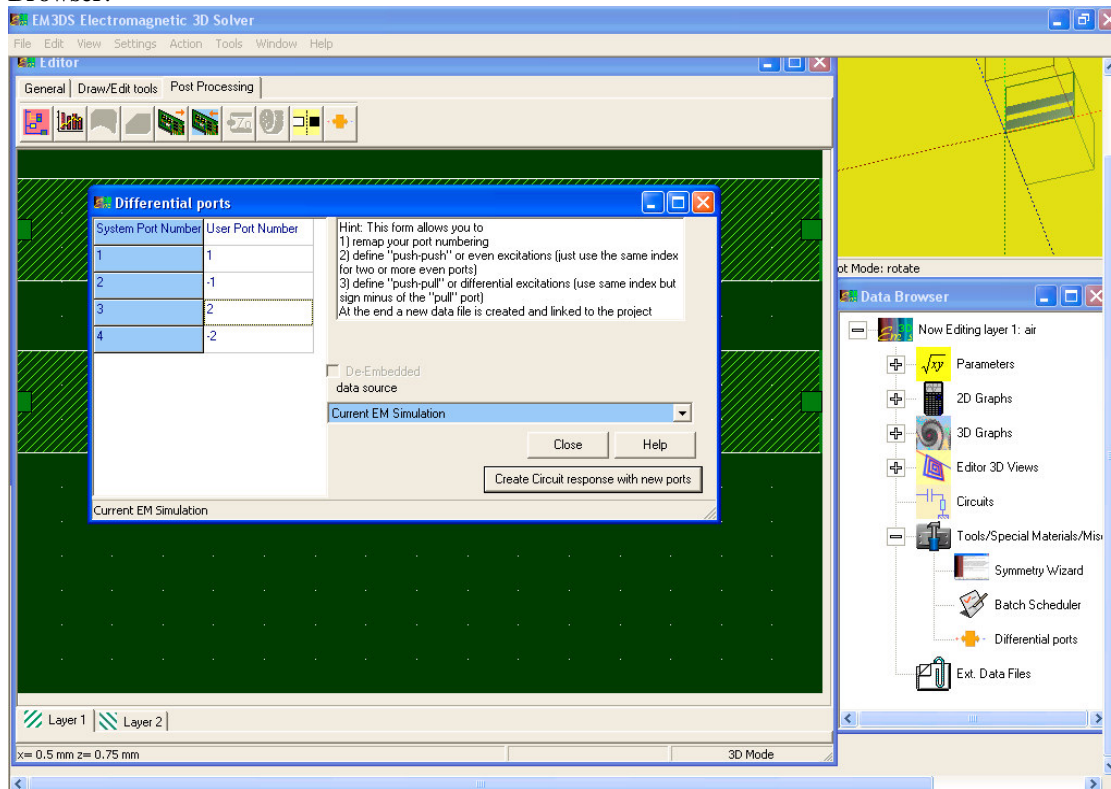 Browser.
EM3DS Electromagnetic 3D Solver
File Edit View Settings Action Tools Window Help
Editor
General Draw/Edit tools Post Processing
Differential ports
System Port Number User Port Number
1 1
2 -1
3 2
4 -2
Hint: This form allows you to
1) remap your port numbering
2) define "push-push" or even excitations (just use the same index
for two or more even ports)
3) define "push-pull" or differential excitations (use same index but
sign minus of the "pull" port)
At the end a new data file is created and linked to the project
De-Embedded
data source
Current EM Simulation
Close Help
Create Circuit response with new ports
Current EM Simulation
Layer 1 Layer 2
x= 0.5 mm z= 0.75 mm
3D Mode
ot Mode: rotate
Data Browser
Now Editing layer 1: air
Parameters
2D Graphs
3D Graphs
Editor 3D Views
Circuits
Tools/Special Materials/Mis
Symmetry Wizard
Batch Scheduler
Differential ports
Ext. Data Files